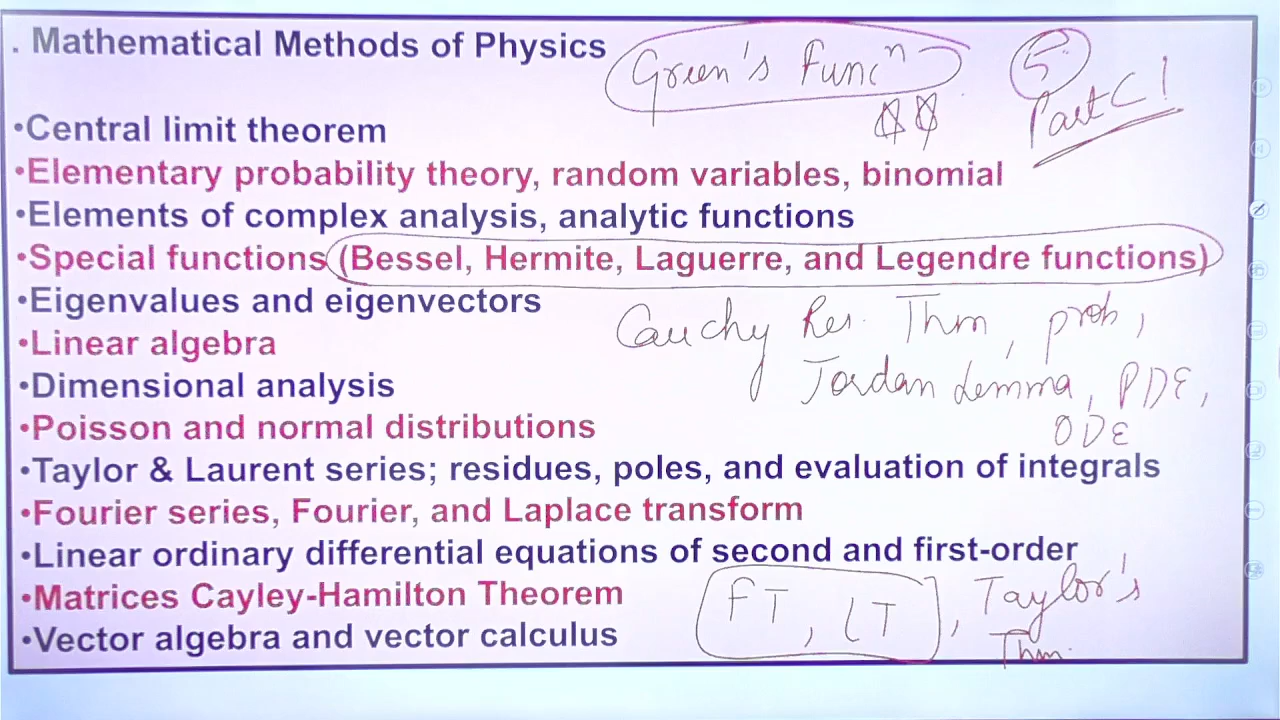 . Mathematical Methods of Physics
Green's Funcⁿ
5.
Part C !
•Central limit theorem
•Elementary probability theory, random variables, binomial
•Elements of complex analysis, analytic functions
•Special functions (Bessel, Hermite, Laguerre, and Legendre functions)
•Eigenvalues and eigenvectors
Cauchy Res. Thm, prob,
•Linear algebra
Jordan Lemma, PDE,
•Dimensional analysis
ODE
•Poisson and normal distributions
•Taylor & Laurent series; residues, poles, and evaluation of integrals
•Fourier series, Fourier, and Laplace transform
•Linear ordinary differential equations of second and first-order
•Matrices Cayley-Hamilton Theorem
FT, LT, Taylor's
Thm.
•Vector algebra and vector calculus